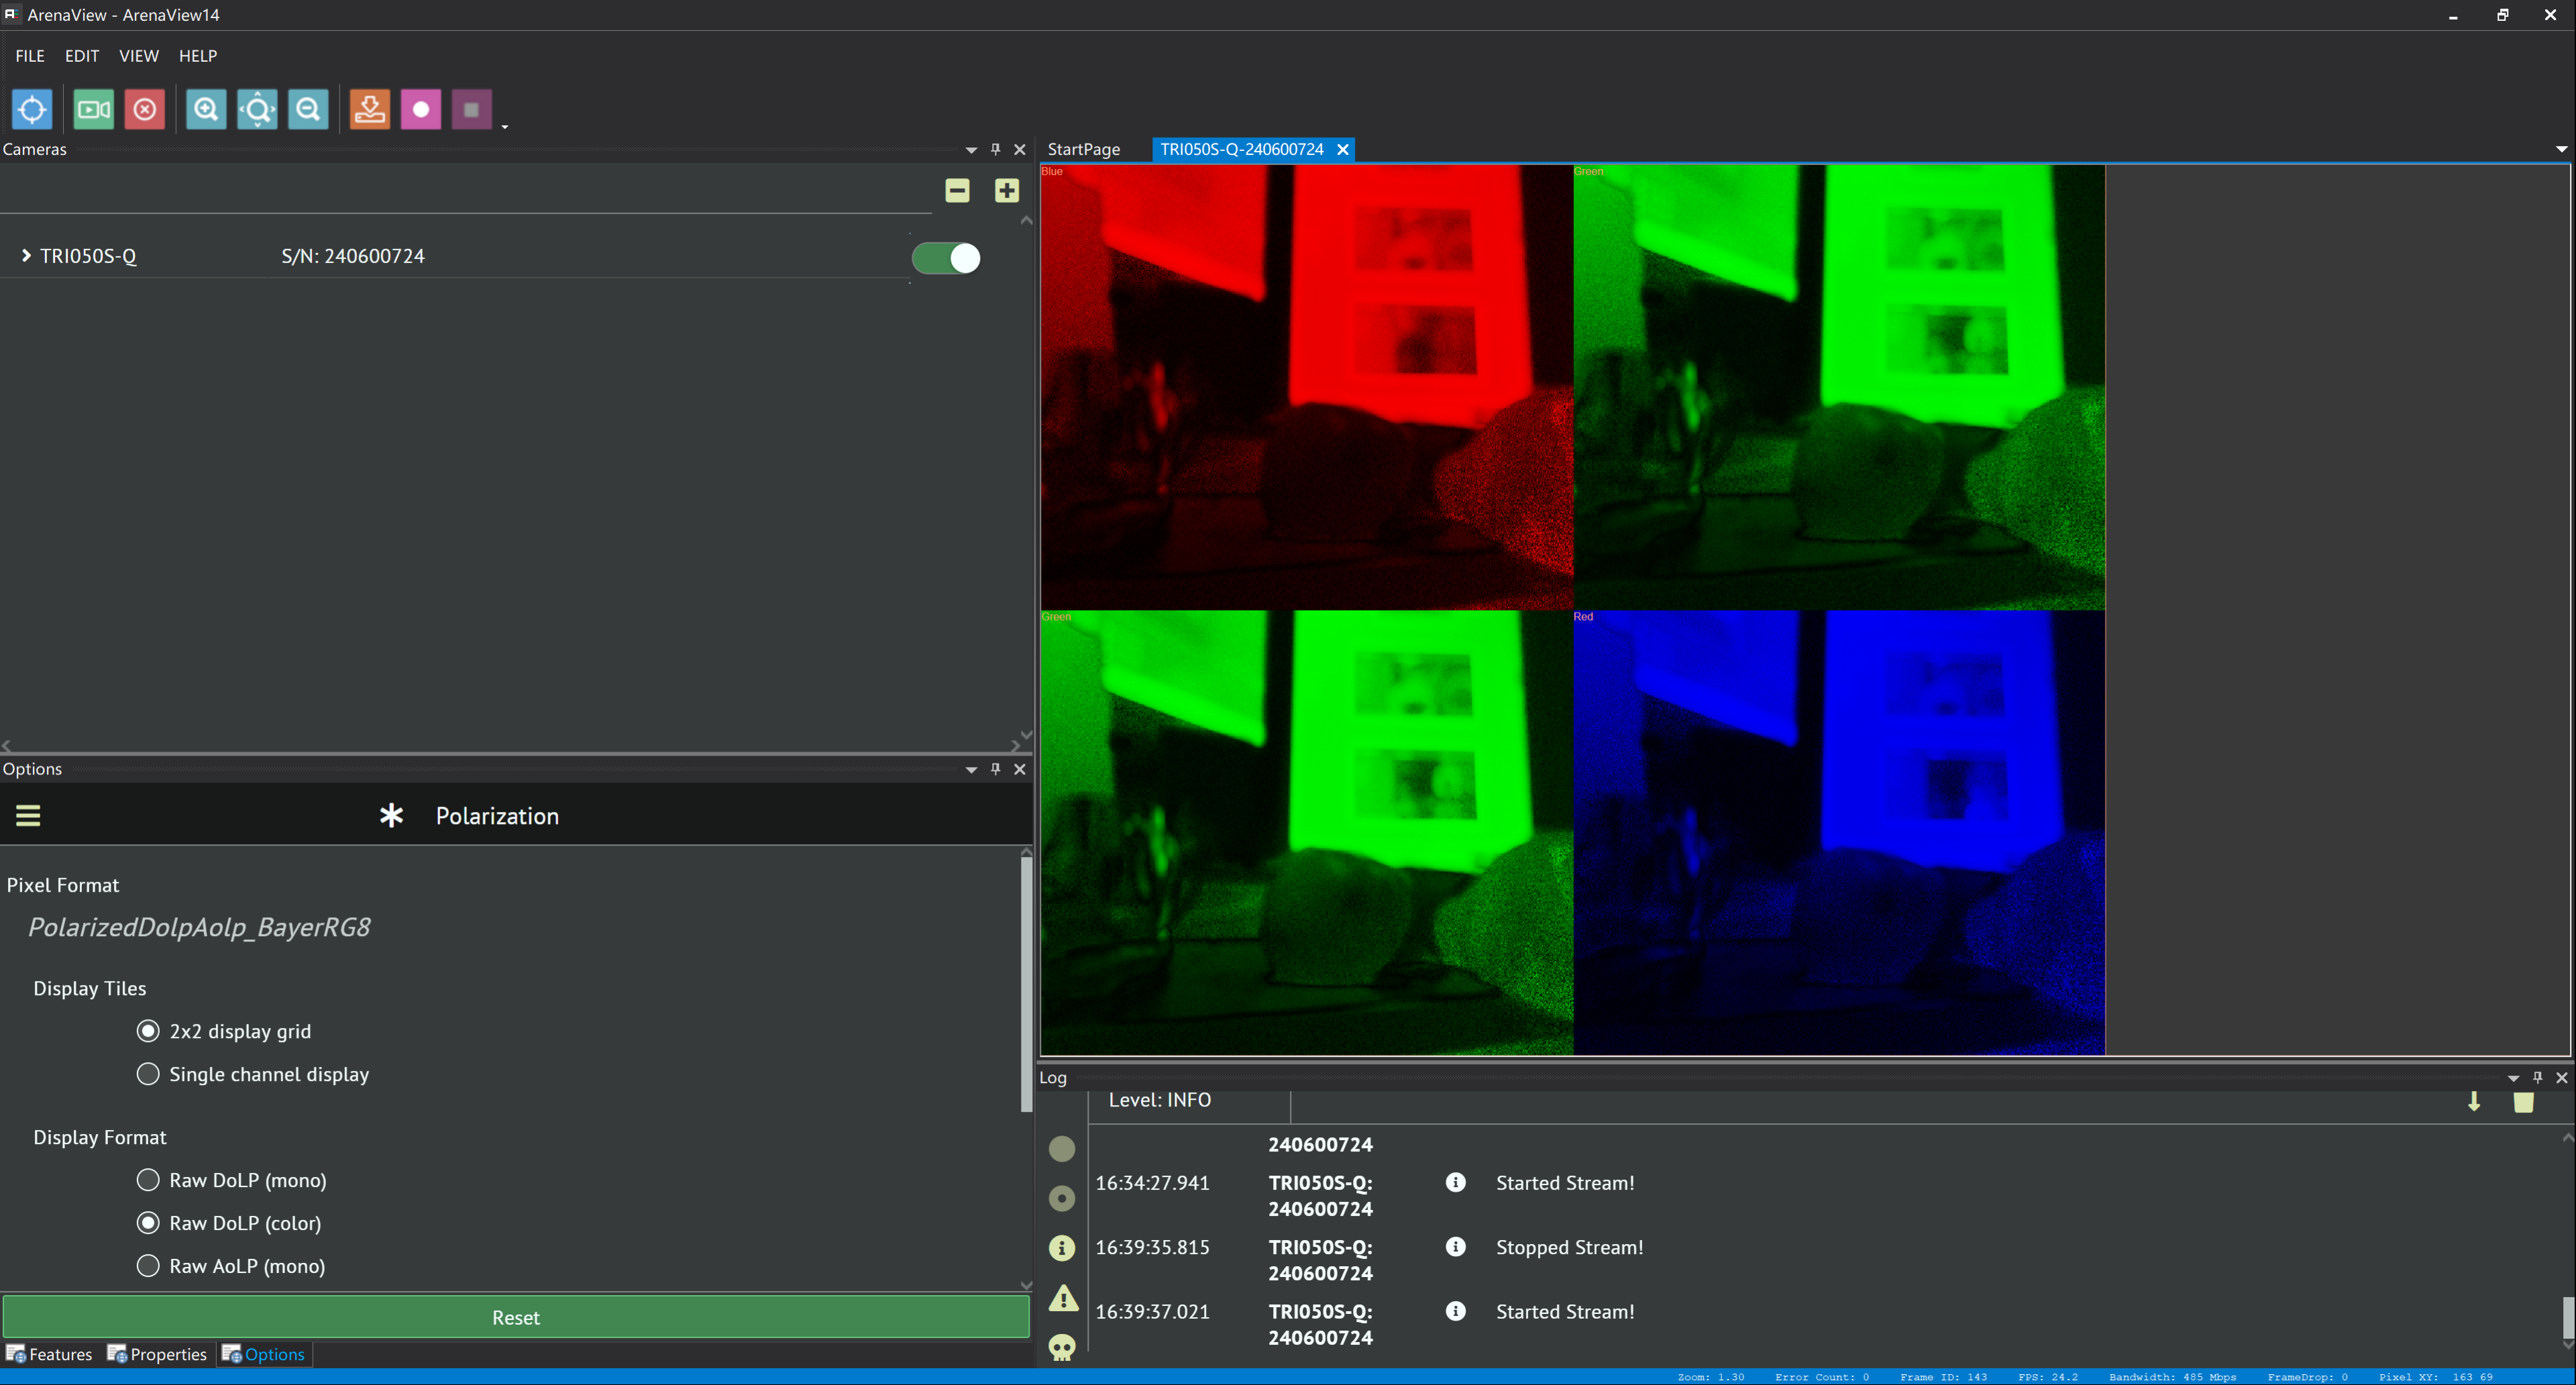 ArenaView - ArenaView14
FILE EDIT VIEW HELP
Cameras
TRI050S-Q S/N: 240600724
Options
Polarization
Pixel Format
PolarizedDolpAolp_BayerRG8
Display Tiles
2x2 display grid
Single channel display
Display Format
Raw DoLP (mono)
Raw DoLP (color)
Raw AoLP (mono)
Reset
Features Properties Options
StartPage TRI050S-Q-240600724
Blue
Green
Green
Red
Log
Level: INFO
240600724
16:34:27.941 TRI050S-Q: Started Stream!
240600724
16:39:35.815 TRI050S-Q: Stopped Stream!
240600724
16:39:37.021 TRI050S-Q: Started Stream!
240600724
Zoom: 1.30 Error Count: 0 Frame ID: 143 FPS: 24.2 Bandwidth: 485 Mbps FrameDrop: 0 Pixel XY: 163 69